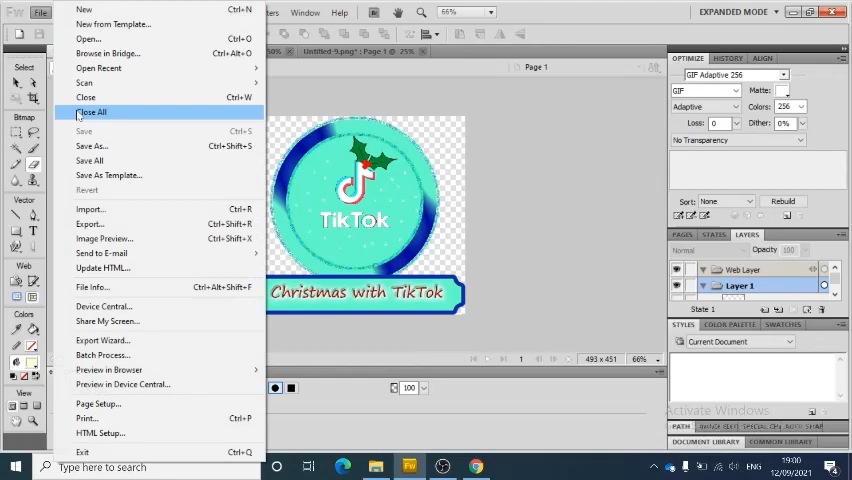 Fw
File
ters
Window
Help
66%
EXPANDED MODE
New Ctrl+N
New from Template...
Open... Ctrl+O
Browse in Bridge... Ctrl+Alt+O
Open Recent
Scan
Close Ctrl+W
Close All
Save Ctrl+S
Save As... Ctrl+Shift+S
Save All
Save As Template...
Revert
Import... Ctrl+R
Export... Ctrl+Shift+R
Image Preview... Ctrl+Shift+X
Send to E-mail
Update HTML...
File Info... Ctrl+Alt+Shift+F
Device Central...
Share My Screen...
Export Wizard...
Batch Process...
Preview in Browser
Preview in Device Central...
Page Setup...
Print... Ctrl+P
HTML Setup...
Exit Ctrl+Q
Select
Bitmap
Vector
Web
Colors
View
50%
Untitled-9.png* : Page 1 @ 25%
Page 1
TikTok
Christmas with TikTok
1
493 x 451
66%
100
OPTIMIZE HISTORY ALIGN
GIF Adaptive 256
GIF Matte:
Adaptive Colors: 256
Loss: 0 Dither: 0%
No Transparency
Sort: None Rebuild
PAGES STATES LAYERS
Normal Opacity 100
Web Layer
Layer 1
State 1
STYLES COLOR PALETTE SWATCHES
Current Document
Activate Windows
PATH
DOCUMENT LIBRARY COMMON LIBRARY
Type here to search
Fw
ENG
19:00
12/09/2021